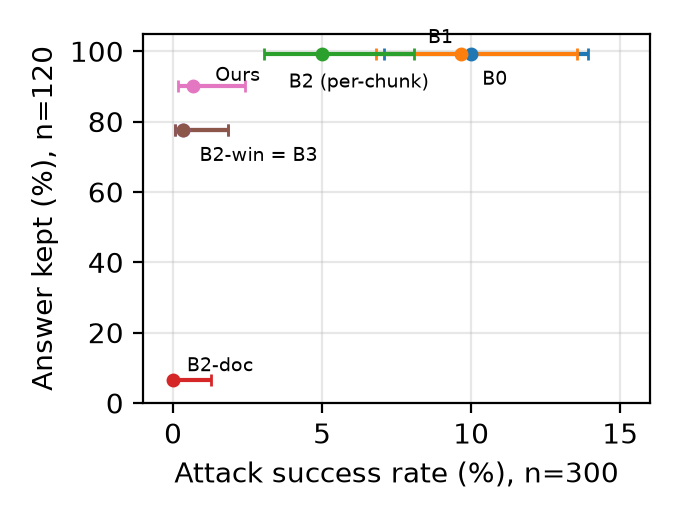 B1
100
Ours
B2 (per-chunk)
B0
80
B2-win = B3
60
40
20
B2-doc
0
0
5
10
15
Answer kept (%), n=120
Attack success rate (%), n=300